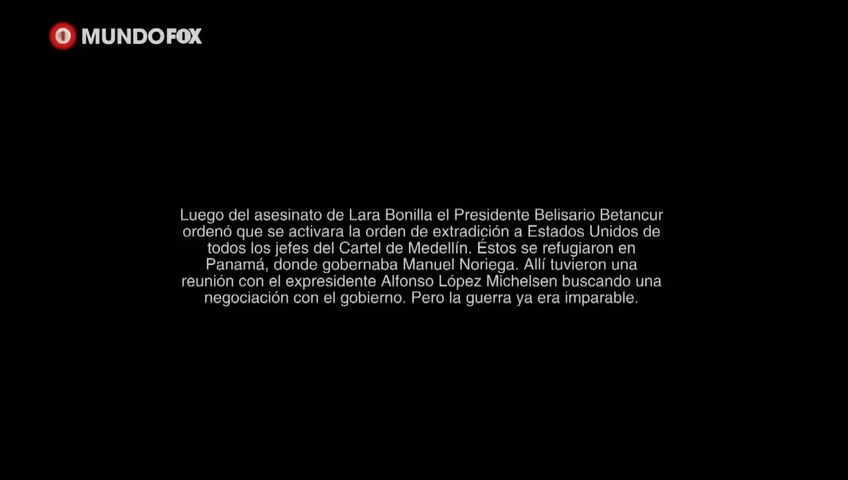 MUNDOFOX
Luego del asesinato de Lara Bonilla el Presidente Belisario Betancur
ordenó que se activara la orden de extradición a Estados Unidos de
todos los jefes del Cartel de Medellín. Éstos se refugiaron en
Panamá, donde gobernaba Manuel Noriega. Allí tuvieron una
reunión con el expresidente Alfonso López Michelsen buscando una
negociación con el gobierno. Pero la guerra ya era imparable.